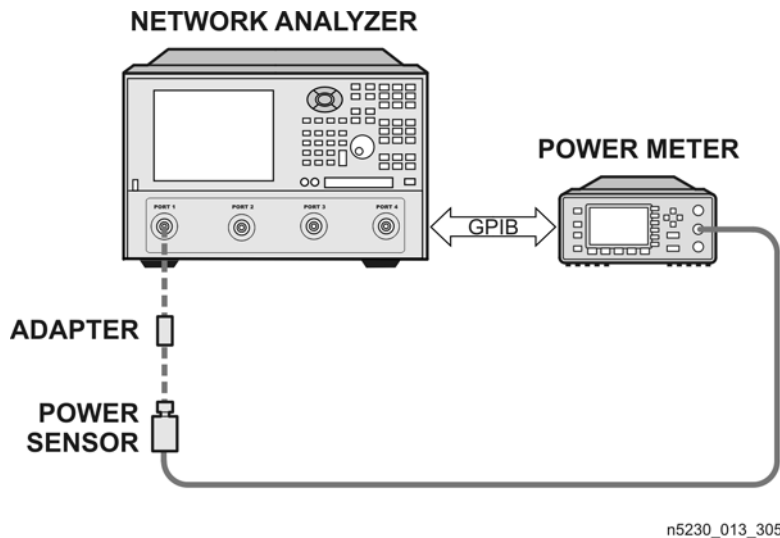 NETWORK ANALYZER
POWER METER
PORT 1 PORT 2 PORT 3 PORT 4
GPIB
ADAPTER
POWER
SENSOR
n5230_013_305